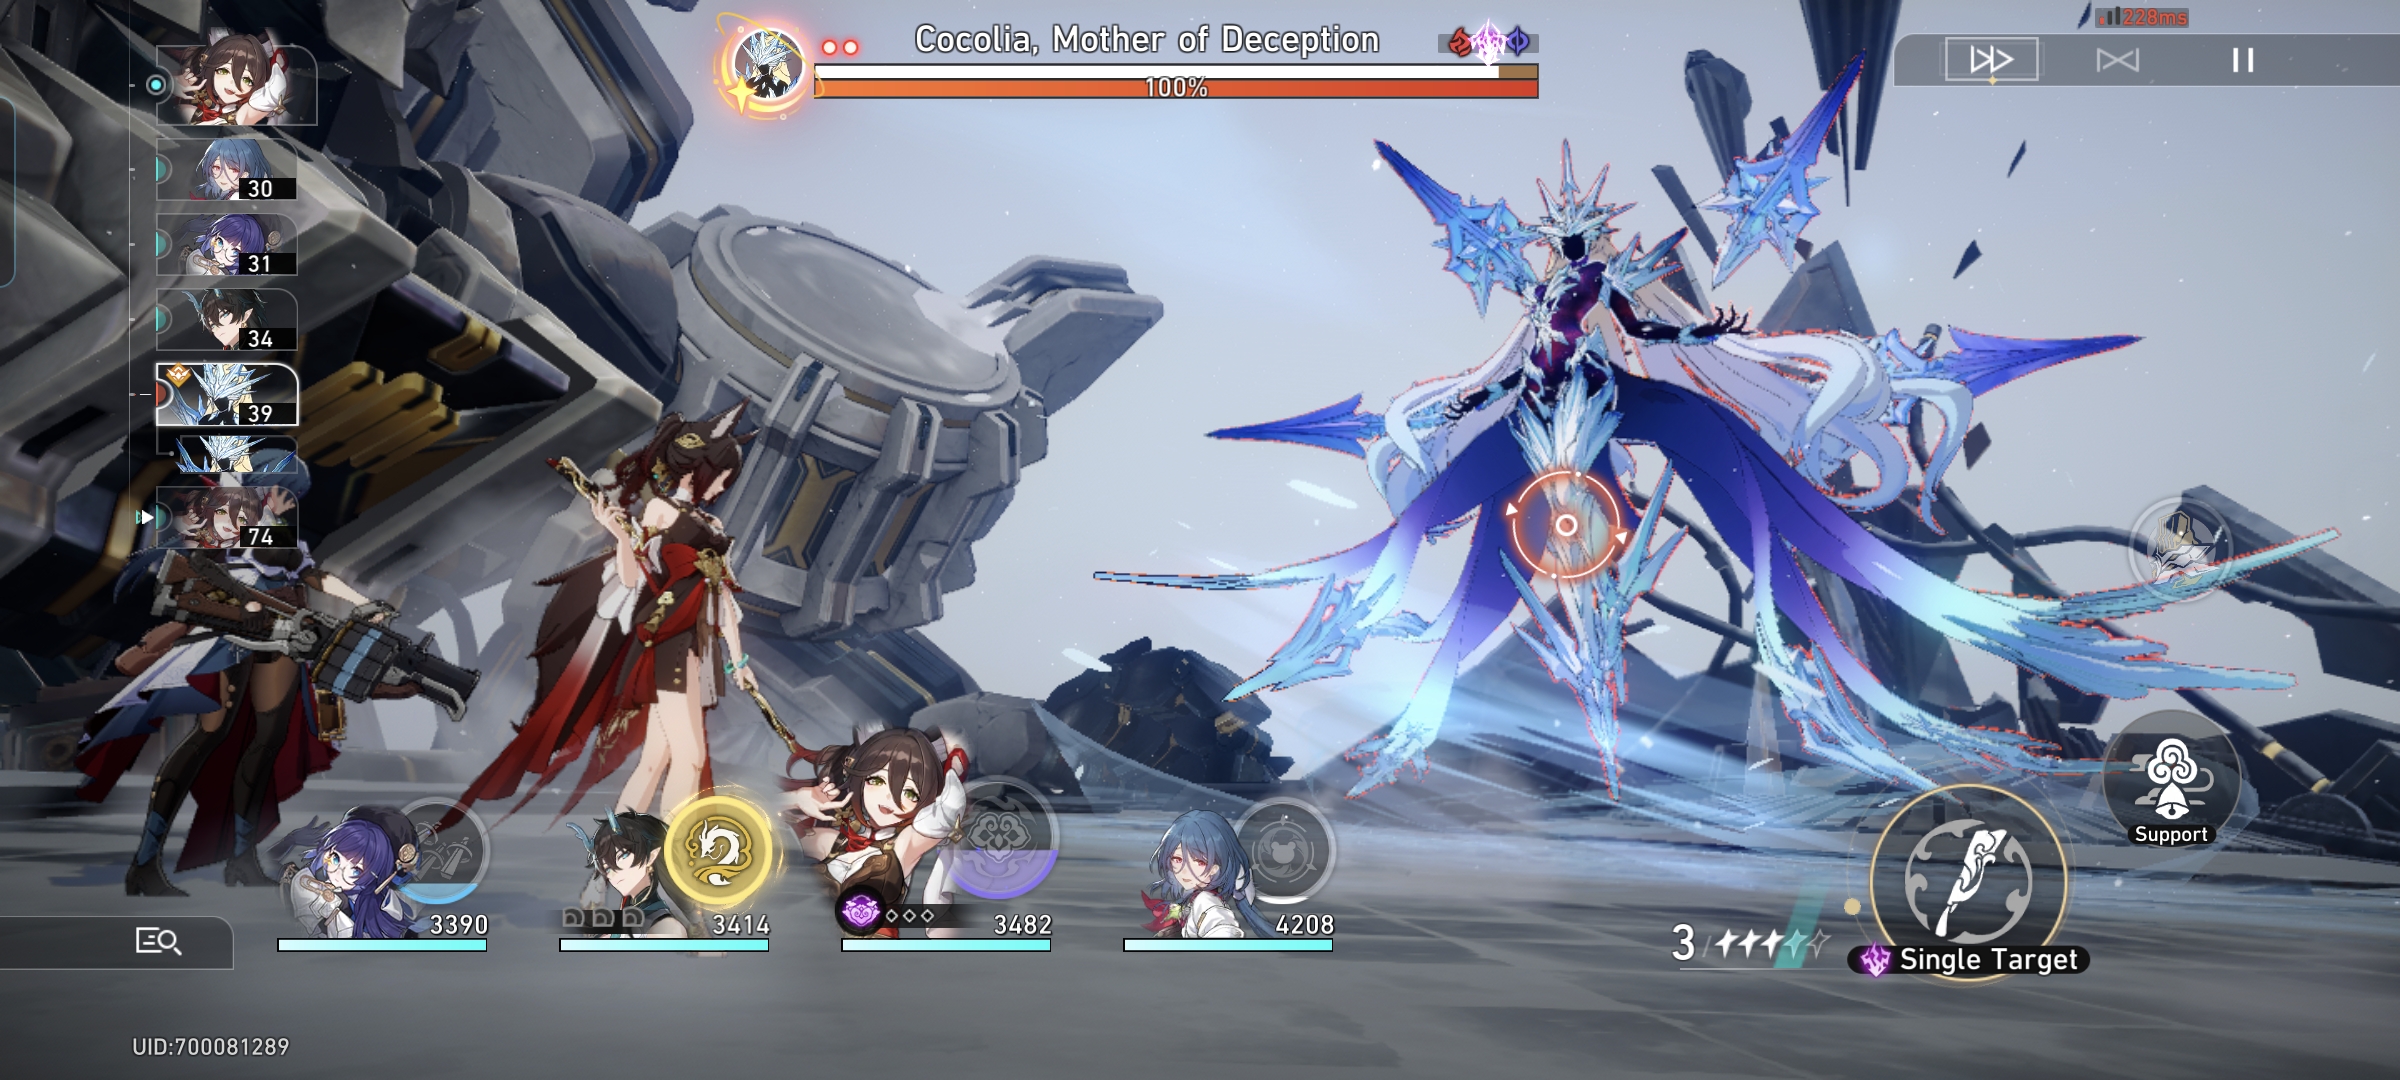 228ms
Cocolia, Mother of Deception
100%
30
31
34
39
74
Support
3390
3414
3482
4208
3
Single Target
UID:700081289